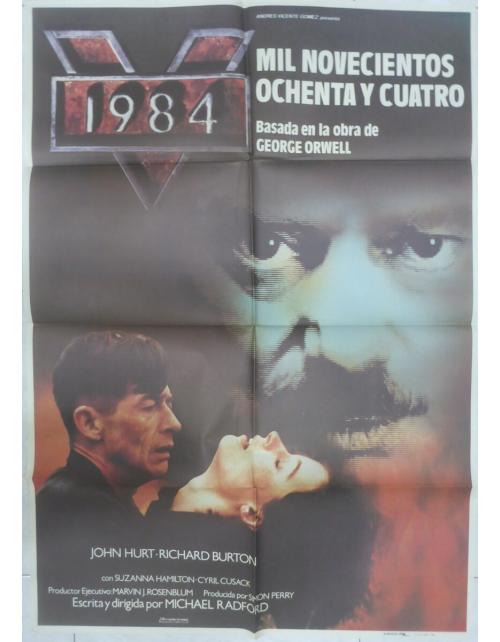 ANDRES VICENTE GOMEZ presenta
1984
MIL NOVECIENTOS
OCHENTA Y CUATRO
Basada en la obra de
GEORGE ORWELL
JOHN HURT·RICHARD BURTON
con SUZANNA HAMILTON·CYRIL CUSACK
Productor Ejecutivo: MARVIN J. ROSENBLUM Producida por SIMON PERRY
Escrita y dirigida por MICHAEL RADFORD